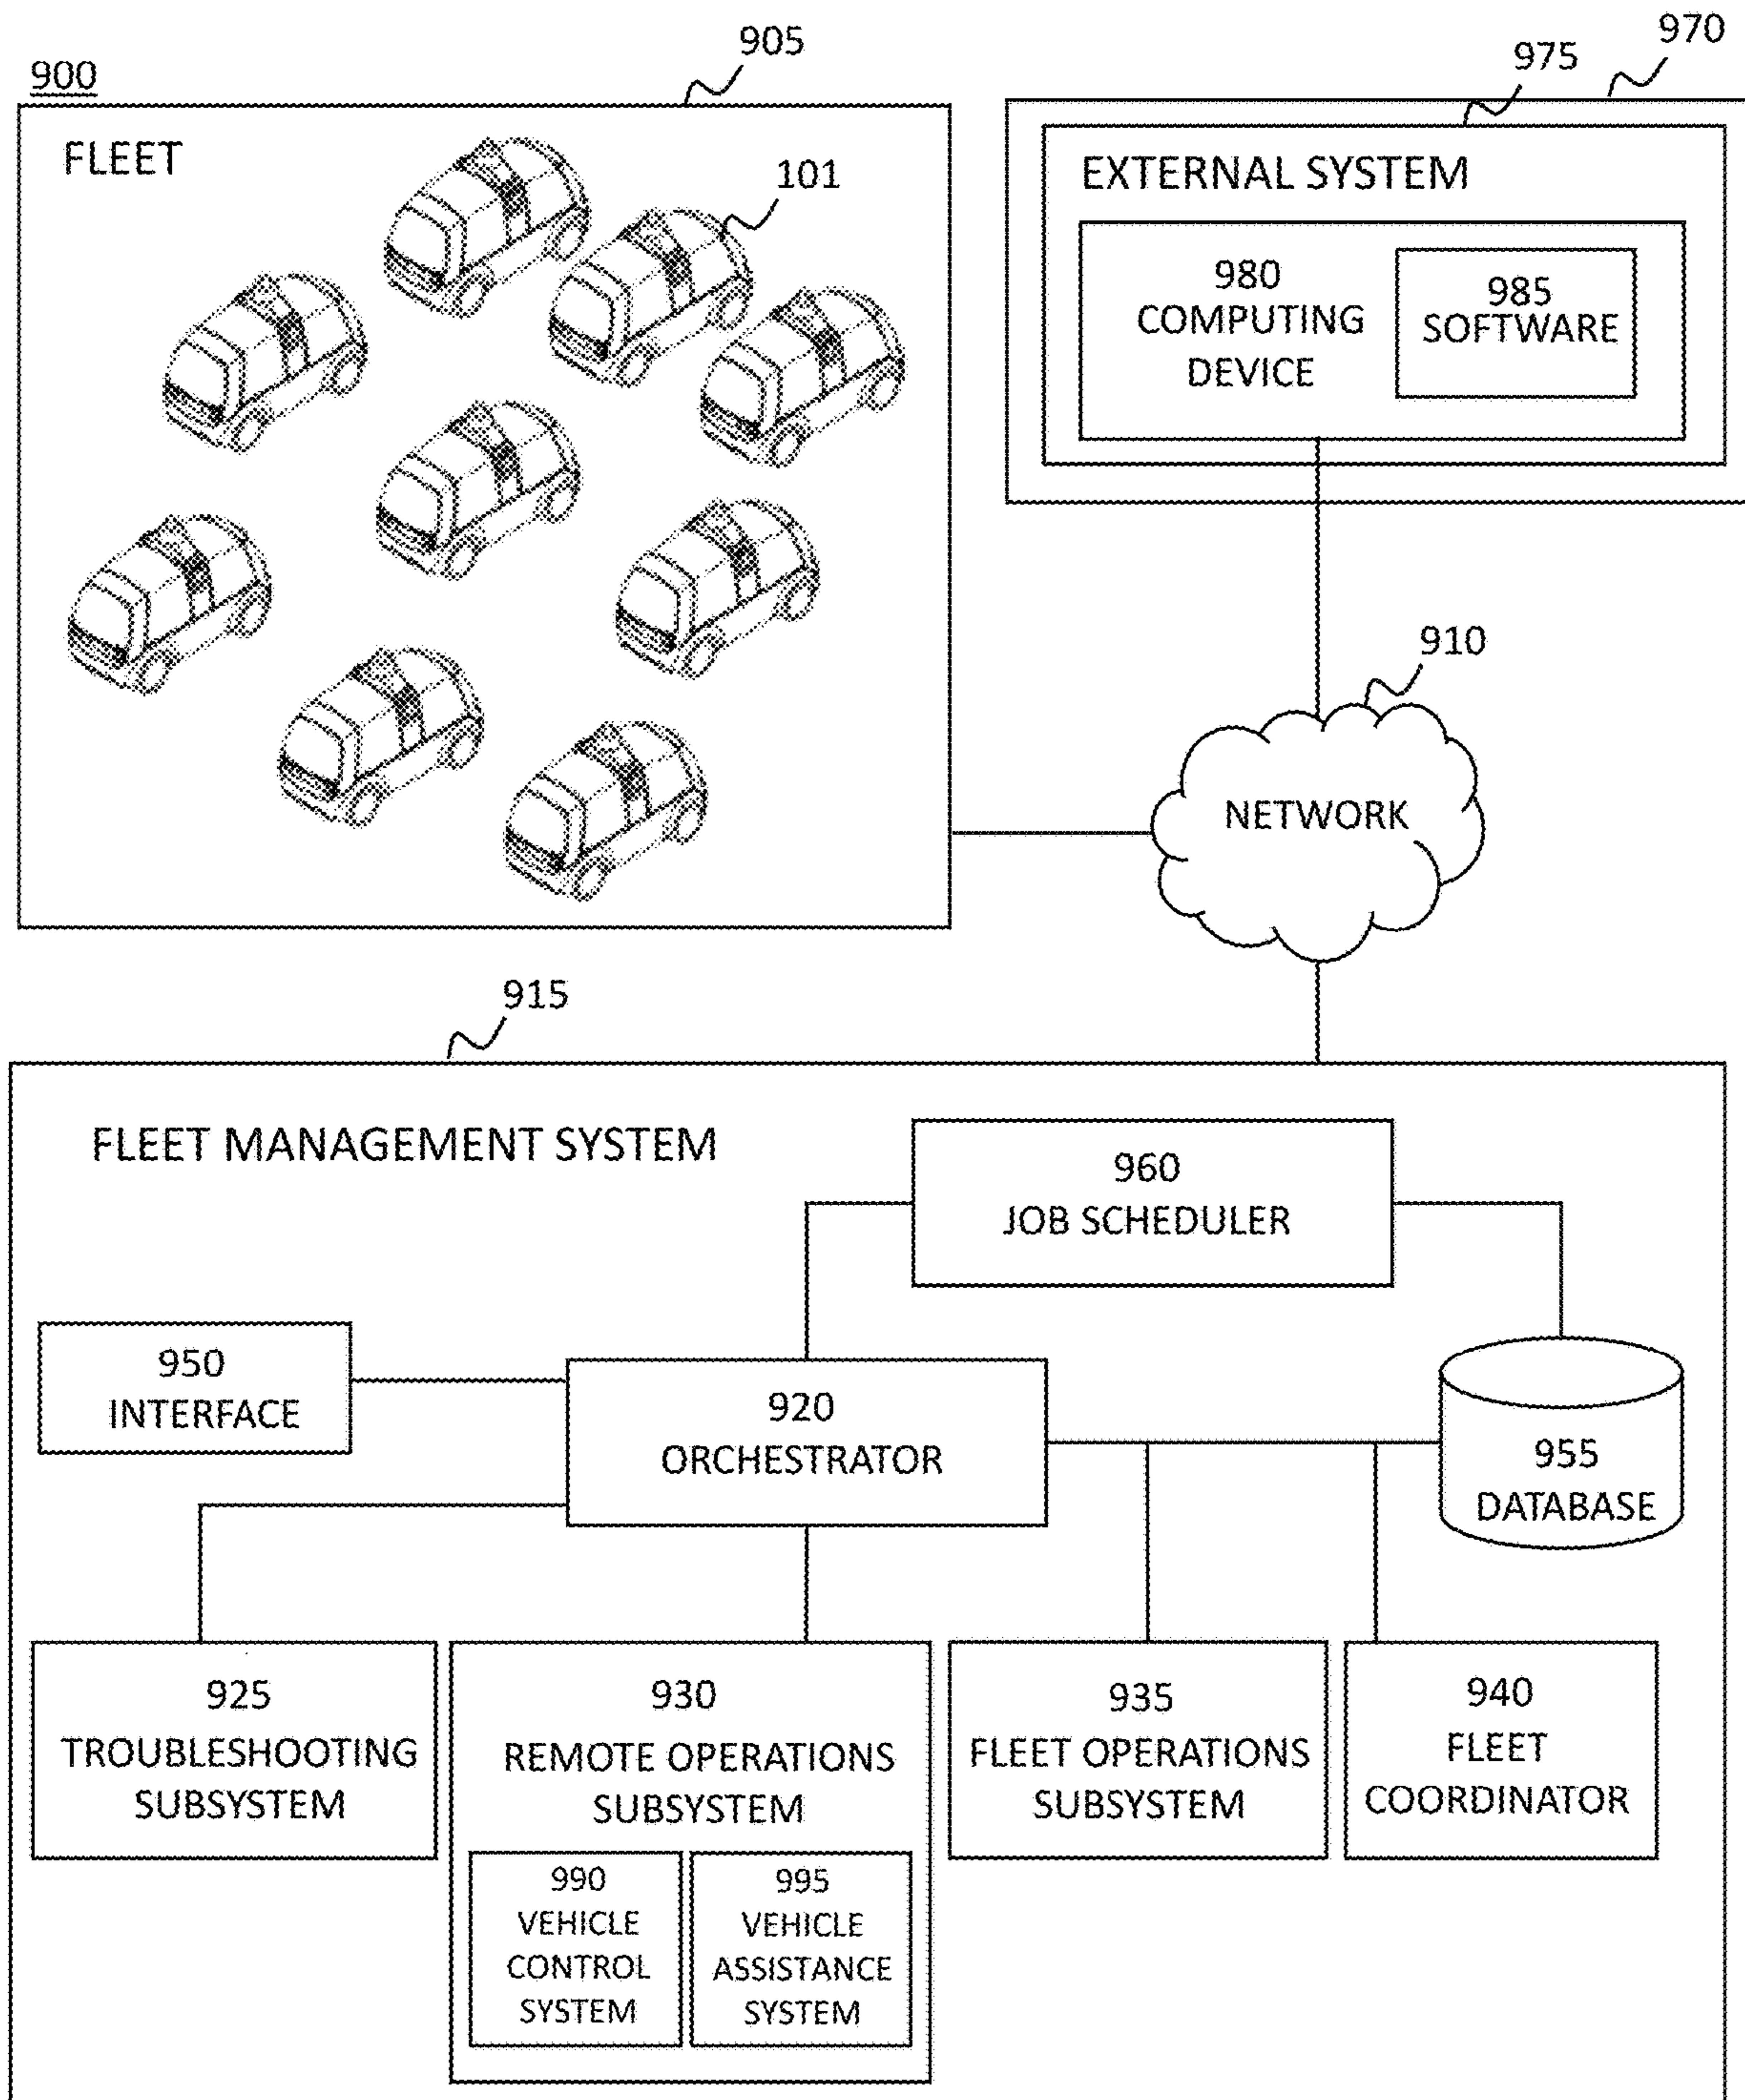 900
905
970
975
FLEET
101
EXTERNAL SYSTEM
980
COMPUTING
DEVICE
985
SOFTWARE
910
NETWORK
915
FLEET MANAGEMENT SYSTEM
960
JOB SCHEDULER
950
INTERFACE
920
ORCHESTRATOR
955
DATABASE
925
TROUBLESHOOTING
SUBSYSTEM
930
REMOTE OPERATIONS
SUBSYSTEM
990
VEHICLE
CONTROL
SYSTEM
995
VEHICLE
ASSISTANCE
SYSTEM
935
FLEET OPERATIONS
SUBSYSTEM
940
FLEET
COORDINATOR